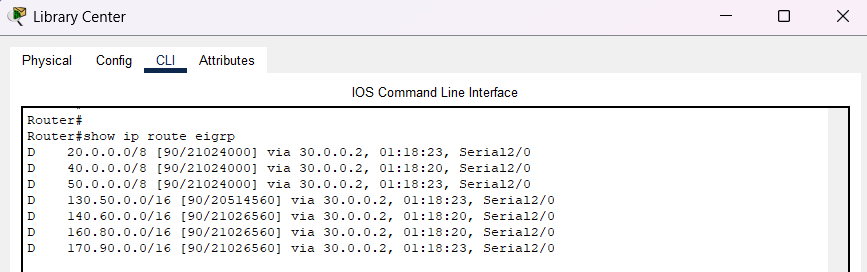 Library Center
Physical Config CLI Attributes
IOS Command Line Interface
Router#
Router#show ip route eigrp
D    20.0.0.0/8 [90/21024000] via 30.0.0.2, 01:18:23, Serial2/0
D    40.0.0.0/8 [90/21024000] via 30.0.0.2, 01:18:20, Serial2/0
D    50.0.0.0/8 [90/21024000] via 30.0.0.2, 01:18:23, Serial2/0
D    130.50.0.0/16 [90/20514560] via 30.0.0.2, 01:18:23, Serial2/0
D    140.60.0.0/16 [90/21026560] via 30.0.0.2, 01:18:20, Serial2/0
D    160.80.0.0/16 [90/21026560] via 30.0.0.2, 01:18:20, Serial2/0
D    170.90.0.0/16 [90/21026560] via 30.0.0.2, 01:18:23, Serial2/0